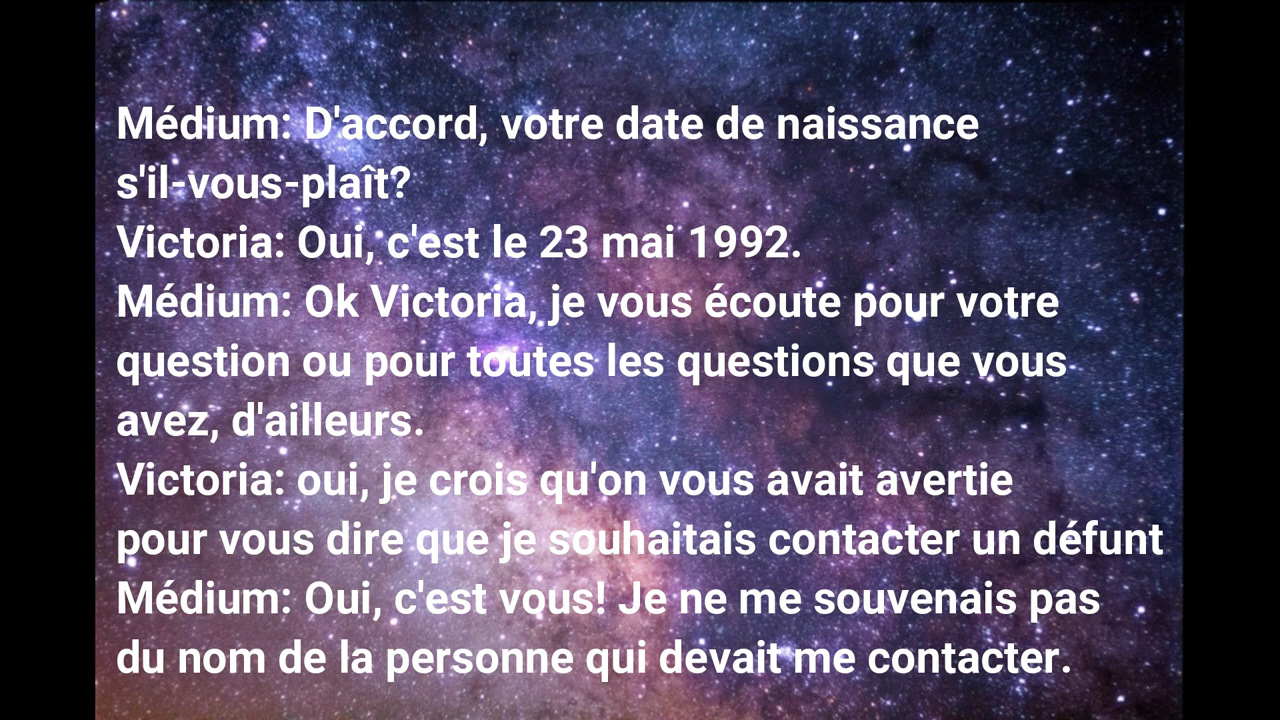 Médium: D'accord, votre date de naissance
s'il-vous-plaît?
Victoria: Oui, c'est le 23 mai 1992.
Médium: Ok Victoria, je vous écoute pour votre
question ou pour toutes les questions que vous
avez, d'ailleurs.
Victoria: oui, je crois qu'on vous avait avertie
pour vous dire que je souhaitais contacter un défunt
Médium: Oui, c'est vous! Je ne me souvenais pas
du nom de la personne qui devait me contacter.